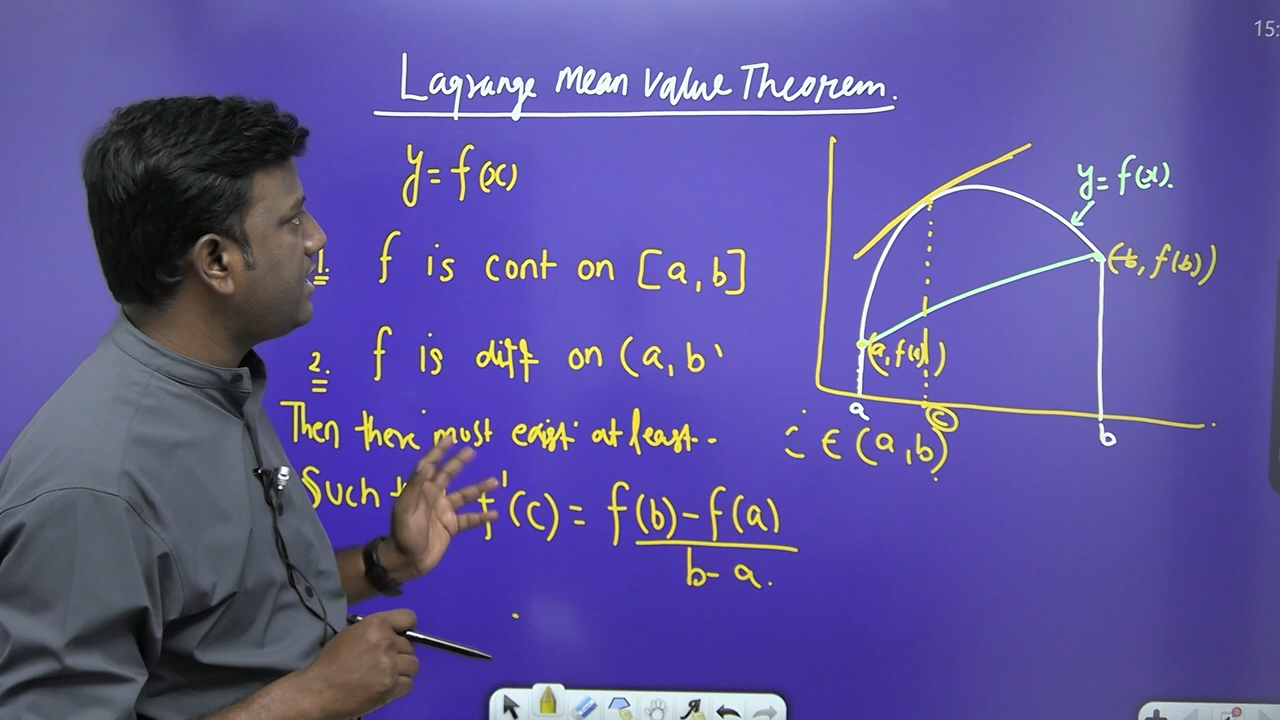 15:
Lagrange Mean Value Theorem.
y = f(x)
1. f is cont on [a, b]
2. f is diff on (a, b
Then there must exist at least c ∈ (a, b)
Such f'(c) = f(b) - f(a)
b - a.
y = f(x).
(b, f(b))
(a, f(a))
a
c
b